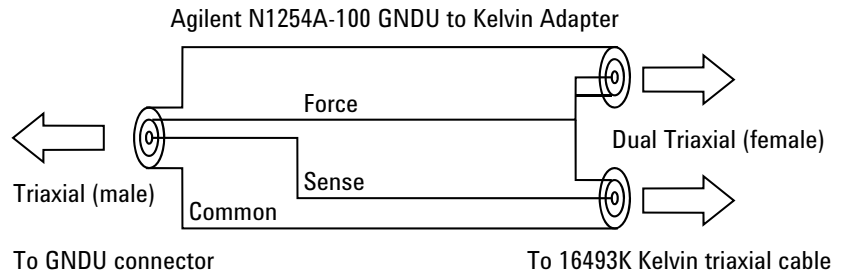 Agilent N1254A-100 GNDU to Kelvin Adapter
Force
Dual Triaxial (female)
Sense
Triaxial (male)
Common
To GNDU connector
To 16493K Kelvin triaxial cable